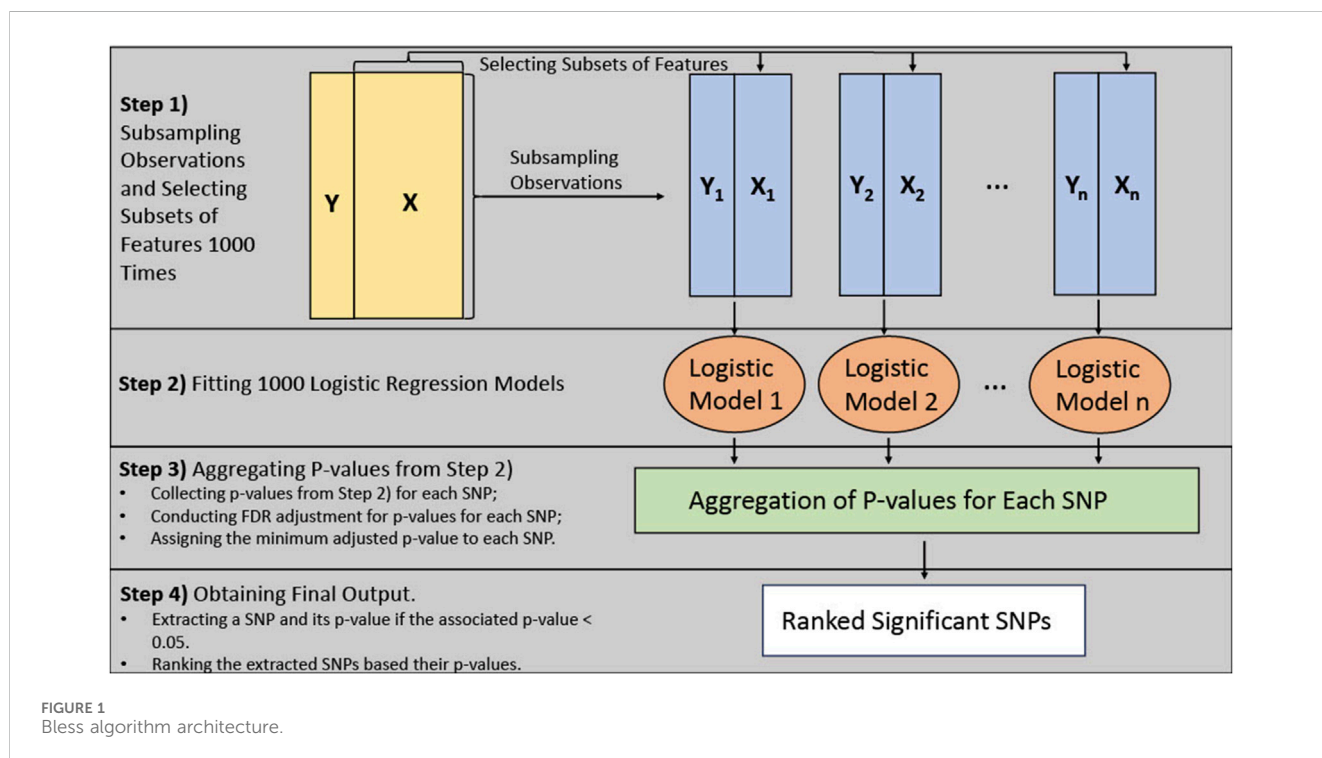 Step 1)
Subsampling
Observations
and Selecting
Subsets of
Features 1000
Times
Selecting Subsets of Features
Y
X
Subsampling
Observations
Y1 X1
Y2 X2
...
Yn Xn
Step 2) Fitting 1000 Logistic Regression Models
Logistic
Model 1
Logistic
Model 2
...
Logistic
Model n
Step 3) Aggregating P-values from Step 2)
• Collecting p-values from Step 2) for each SNP;
• Conducting FDR adjustment for p-values for each SNP;
• Assigning the minimum adjusted p-value to each SNP.
Aggregation of P-values for Each SNP
Step 4) Obtaining Final Output.
• Extracting a SNP and its p-value if the associated p-value <
0.05.
• Ranking the extracted SNPs based their p-values.
Ranked Significant SNPs
FIGURE 1
Bless algorithm architecture.